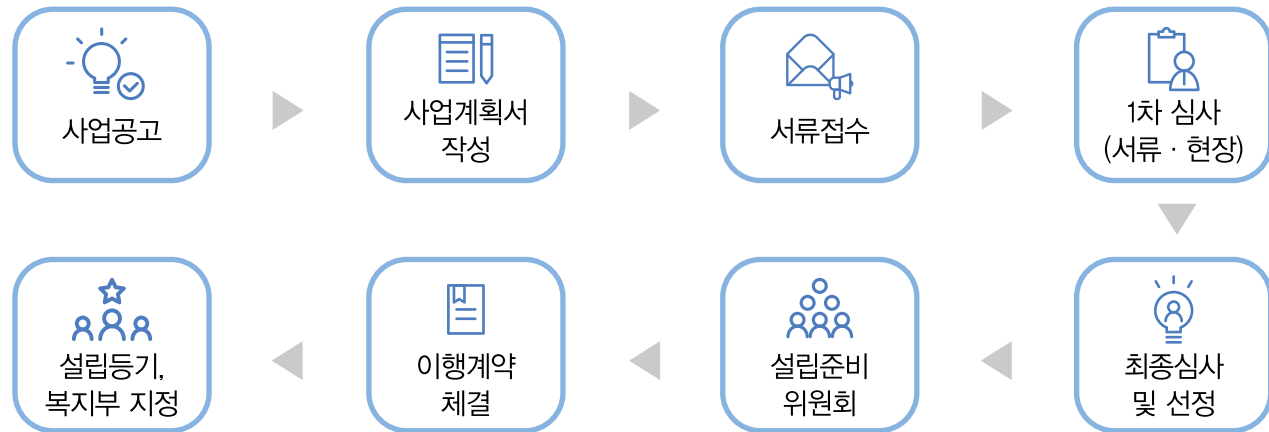 사업공고
사업계획서
작성
서류접수
1차 심사
(서류 · 현장)
최종심사
및 선정
설립준비
위원회
이행계약
체결
설립등기,
복지부 지정